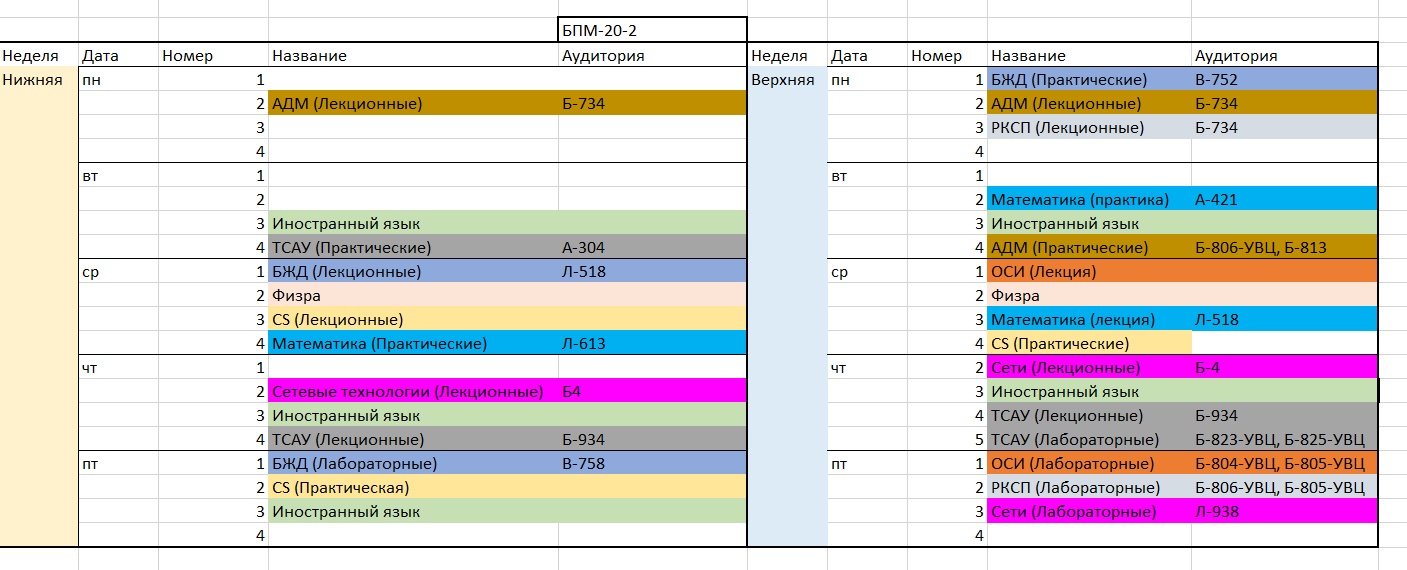 БПМ-20-2
Неделя Дата Номер Название Аудитория Неделя Дата Номер Название Аудитория
Нижняя пн 1 Верхняя пн 1 БЖД (Практические) В-752
2 АДМ (Лекционные) Б-734 2 АДМ (Лекционные) Б-734
3 3 РКСП (Лекционные) Б-734
4 4
вт 1 вт 1
2 2 Математика (практика) А-421
3 Иностранный язык 3 Иностранный язык
4 ТСАУ (Практические) А-304 4 АДМ (Практические) Б-806-УВЦ, Б-813
ср 1 БЖД (Лекционные) Л-518 ср 1 ОСИ (Лекция)
2 Физра 2 Физра
3 CS (Лекционные) 3 Математика (лекция) Л-518
4 Математика (Практические) Л-613 4 CS (Практические)
чт 1 чт 2 Сети (Лекционные) Б-4
2 Сетевые технологии (Лекционные) Б4 3 Иностранный язык
3 Иностранный язык 4 ТСАУ (Лекционные) Б-934
4 ТСАУ (Лекционные) Б-934 5 ТСАУ (Лабораторные) Б-823-УВЦ, Б-825-УВЦ
пт 1 БЖД (Лабораторные) В-758 пт 1 ОСИ (Лабораторные) Б-804-УВЦ, Б-805-УВЦ
2 CS (Практическая) 2 РКСП (Лабораторные) Б-806-УВЦ, Б-805-УВЦ
3 Иностранный язык 3 Сети (Лабораторные) Л-938
4 4